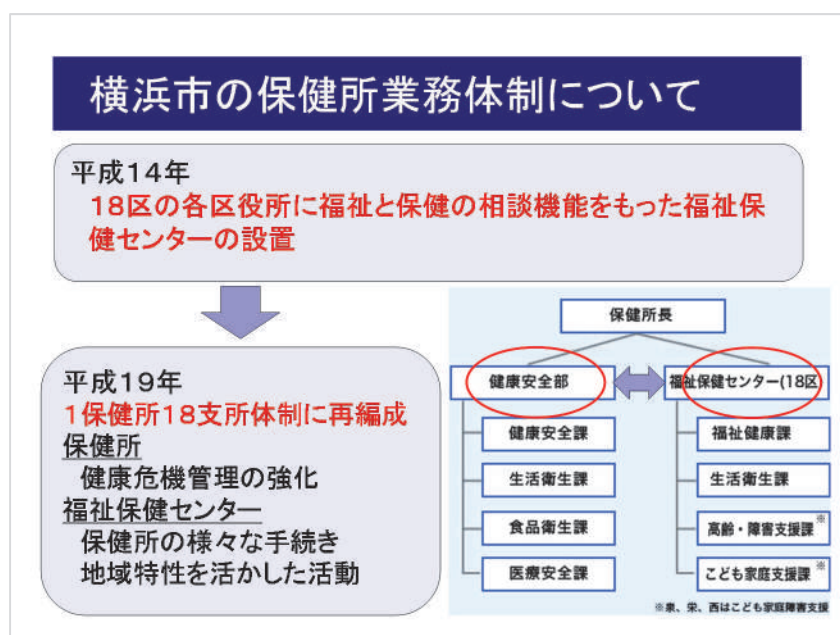 横浜市の保健所業務体制について
平成14年
18区の各区役所に福祉と保健の相談機能をもった福祉保
健センターの設置
平成19年
1保健所18支所体制に再編成
保健所
健康危機管理の強化
福祉保健センター
保健所の様々な手続き
地域特性を活かした活動
保健所長
健康安全部
福祉保健センター(18区
健康安全課
福祉健康課
生活衛生課
生活衛生課
食品衛生課
高齢・障害支援課※
医療安全課
こども家庭支援課※
※泉、栄、西はこども家庭障害支援